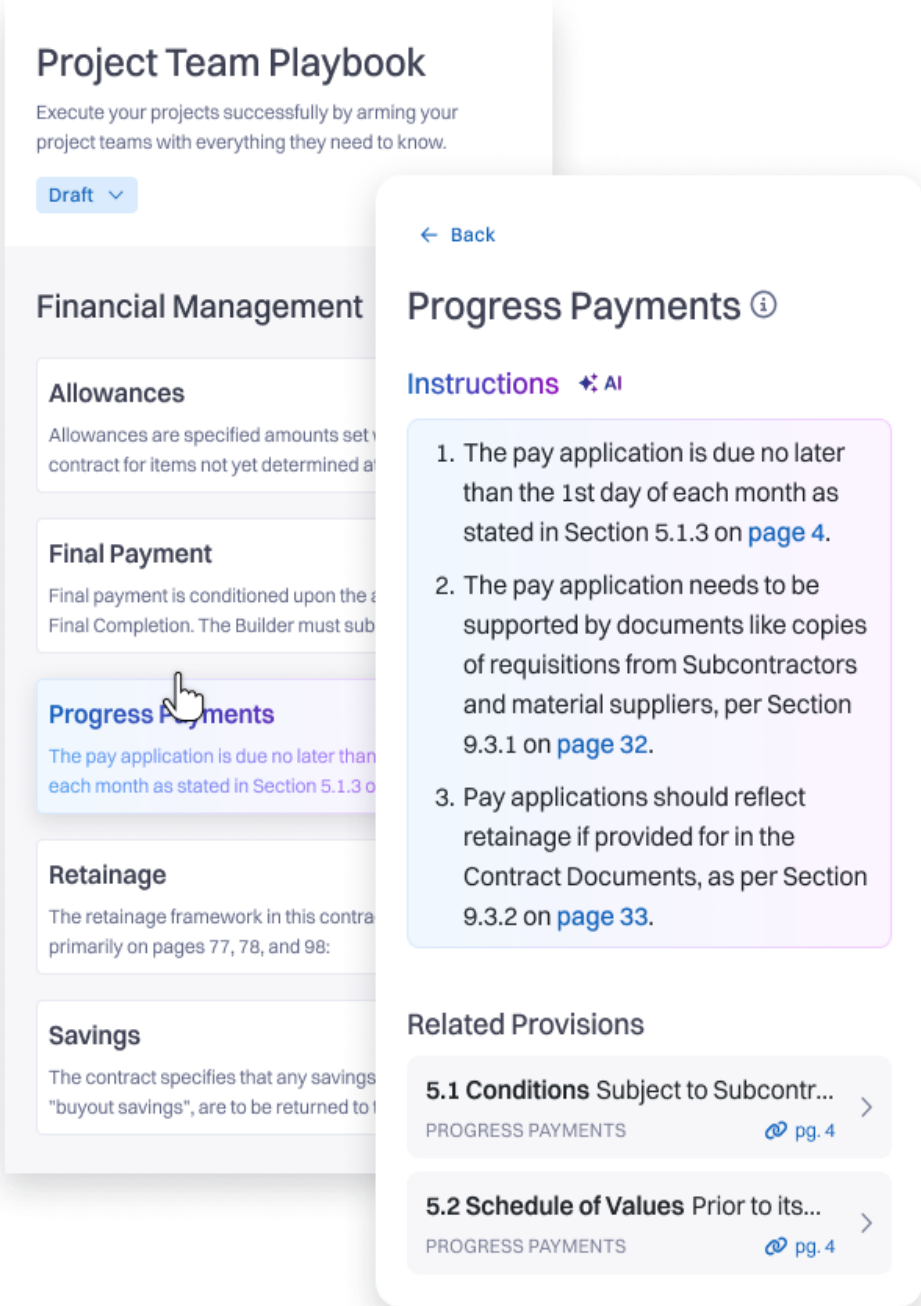 Project Team Playbook
Execute your projects successfully by arming your
project teams with everything they need to know.
Draft
Financial Management
Allowances
Allowances are specified amounts set
contract for items not yet determined
Final Payment
Final payment is conditioned upon the
Final Completion. The Builder must
Progress Payments
The pay application is due no later than
each month as stated in Section 5.1.3
Retainage
The retainage framework in this
primarily on pages 77, 78, and 98:
Savings
The contract specifies that any savings
"buyout savings", are to be returned to
Back
Progress Payments
Instructions AI
1. The pay application is due no later
than the 1st day of each month as
stated in Section 5.1.3 on page 4.
2. The pay application needs to be
supported by documents like copies
of requisitions from Subcontractors
and material suppliers, per Section
9.3.1 on page 32.
3. Pay applications should reflect
retainage if provided for in the
Contract Documents, as per Section
9.3.2 on page 33.
Related Provisions
5.1 Conditions Subject to Subcontr...
PROGRESS PAYMENTS pg. 4
5.2 Schedule of Values Prior to its...
PROGRESS PAYMENTS pg. 4